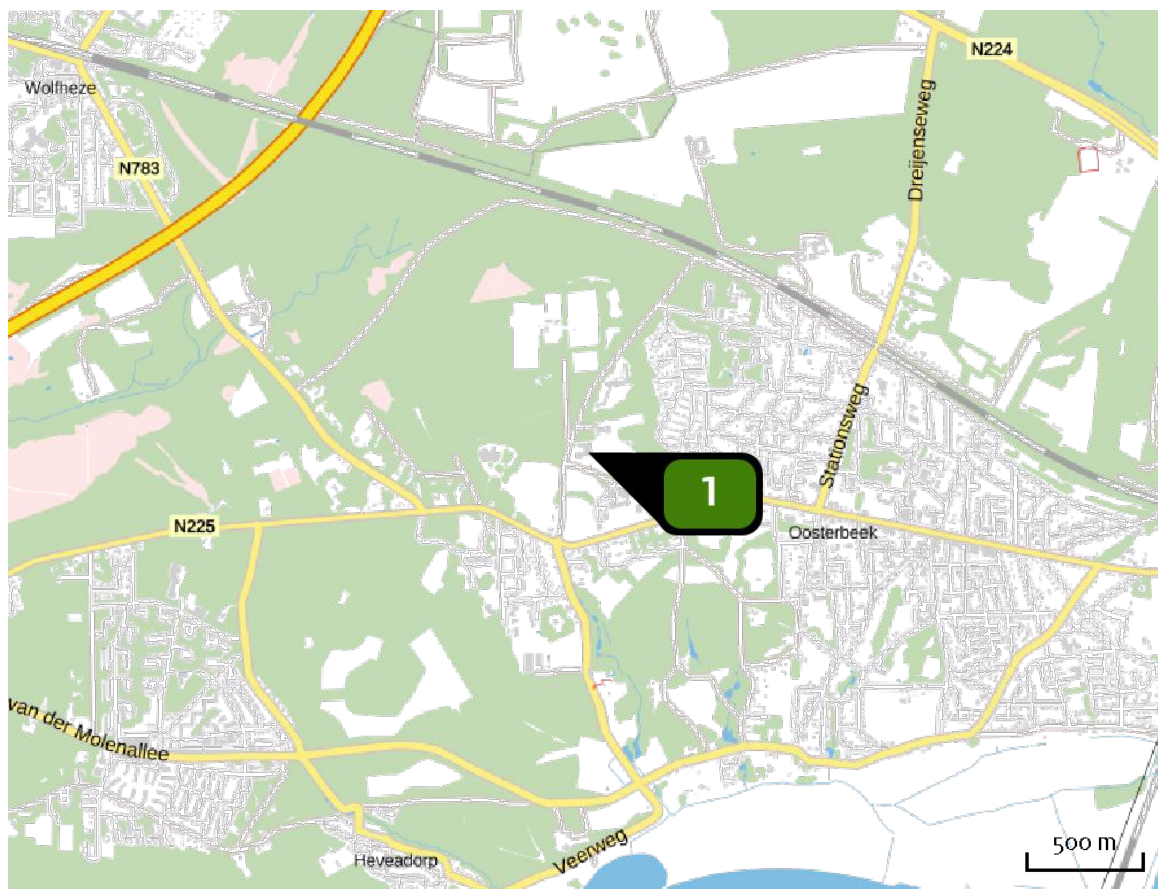 N224
Wolfheze
Dreijenseweg
N783
Stationsweg
1
N225
Oosterbeek
van der Molenallee
500 m
Veerweg
Heveadorp